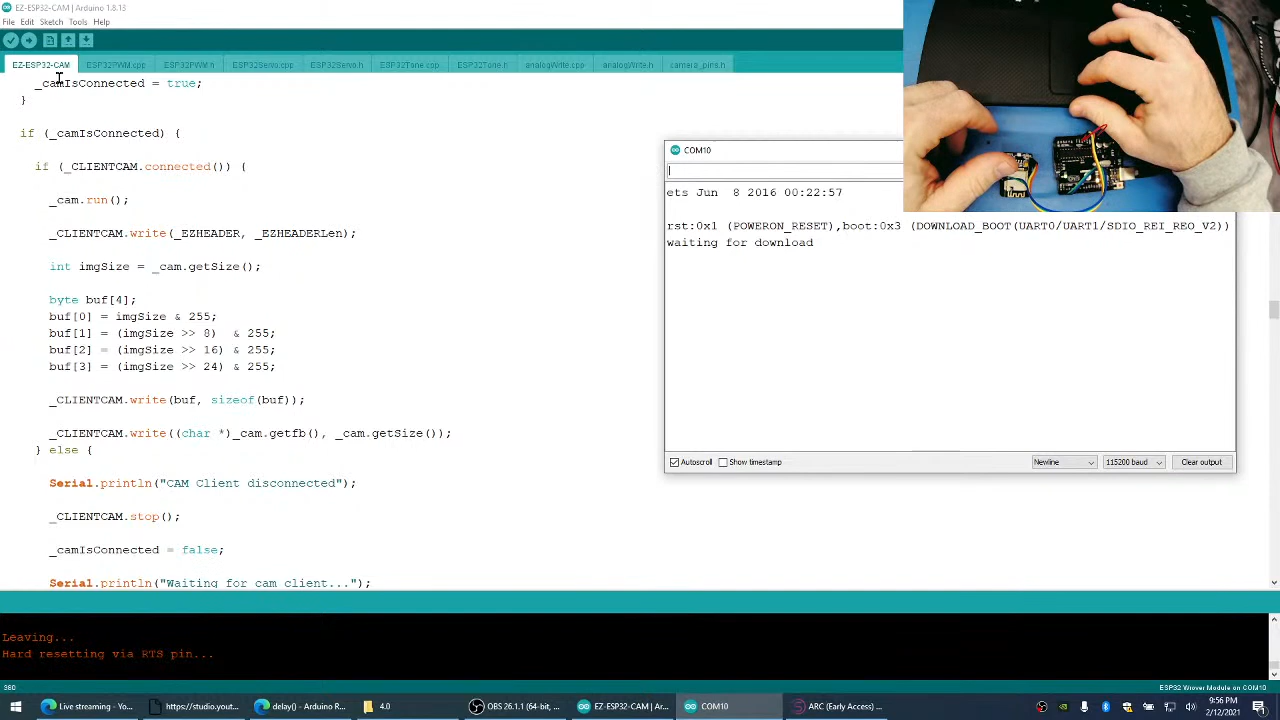 EZ-ESP32-CAM | Arduino 1.8.13
File Edit Sketch Tools Help
EZ-ESP32-CAM ESP32PWM.cpp ESP32PWM.h ESP32Servo.cpp ESP32Servo.h ESP32Tone.cpp ESP32Tone.h analogWrite.cpp analogWrite.h camera_pins.h
_camIsConnected = true;
}
if (_camIsConnected) {
if (_CLIENTCAM.connected()) {
_cam.run();
_CLIENTCAM.write(_EZHEADER, _EZHEADERLen);
int imgSize = _cam.getSize();
byte buf[4];
buf[0] = imgSize & 255;
buf[1] = (imgSize >> 8) & 255;
buf[2] = (imgSize >> 16) & 255;
buf[3] = (imgSize >> 24) & 255;
_CLIENTCAM.write(buf, sizeof(buf));
_CLIENTCAM.write((char *)_cam.getfb(), _cam.getSize());
} else {
Serial.println("CAM Client disconnected");
_CLIENTCAM.stop();
_camIsConnected = false;
Serial.println("Waiting for cam client...");
COM10
ets Jun 8 2016 00:22:57
rst:0x1 (POWERON_RESET),boot:0x3 (DOWNLOAD_BOOT(UART0/UART1/SDIO_REI_REO_V2))
waiting for download
Autoscroll Show timestamp Newline 115200 baud Clear output
Leaving...
Hard resetting via RTS pin...
360 ESP32 Wrover Module on COM10
Live streaming - Yo... https://studio.yout... delay() - Arduino R... 4.0 OBS 26.1.1 (64-bit, ... EZ-ESP32-CAM | Ar... COM10 ARC (Early Access) ...
9:56 PM
2/12/2021